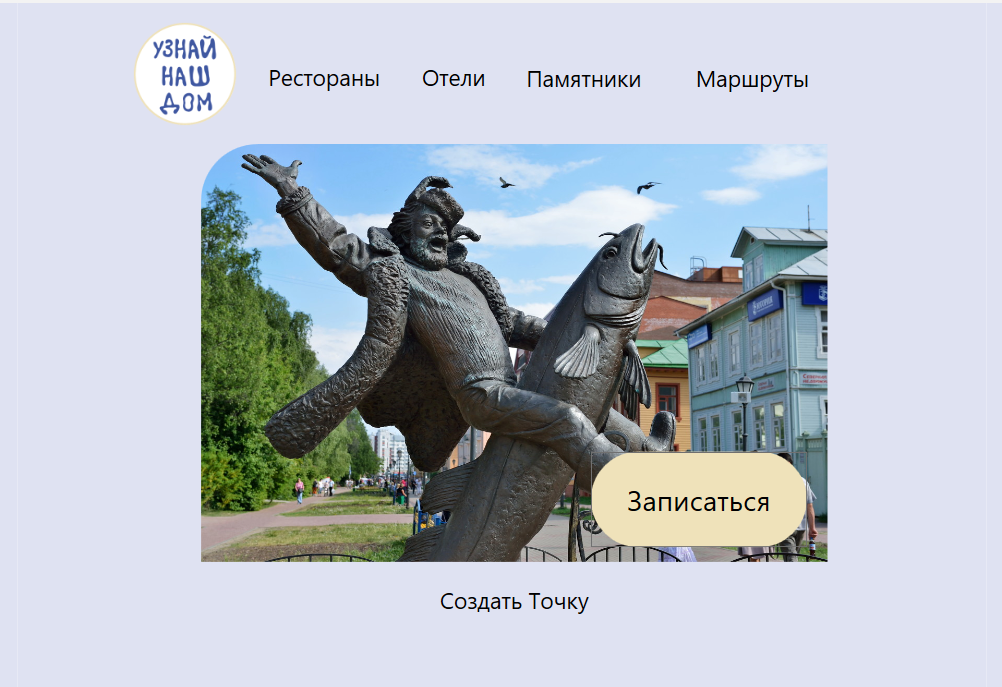 УЗНАЙ
НАШ
ДОМ
Рестораны
Отели
Памятники
Маршруты
Записаться
Создать Точку